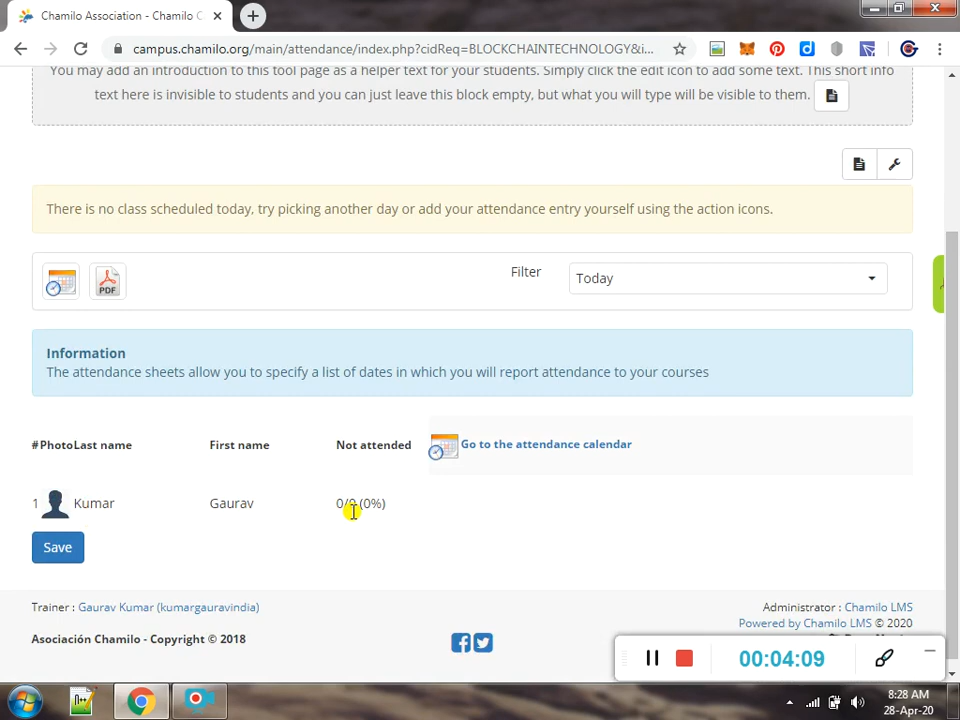 Chamilo Association - Chamilo C
campus.chamilo.org/main/attendance/index.php?cidReq=BLOCKCHAINTECHNOLOGY&i...
You may add an introduction to this tool page as a helper text for your students. Simply click the edit icon to add some text. This short info
text here is invisible to students and you can just leave this block empty, but what you will type will be visible to them.
There is no class scheduled today, try picking another day or add your attendance entry yourself using the action icons.
PDF
Filter
Today
Information
The attendance sheets allow you to specify a list of dates in which you will report attendance to your courses
# Photo Last name First name Not attended Go to the attendance calendar
1 Kumar Gaurav 0/0 (0%)
Save
Trainer : Gaurav Kumar (kumargauravindia)
Administrator : Chamilo LMS
Powered by Chamilo LMS © 2020
Asociación Chamilo - Copyright © 2018
00:04:09
8:28 AM
28-Apr-20